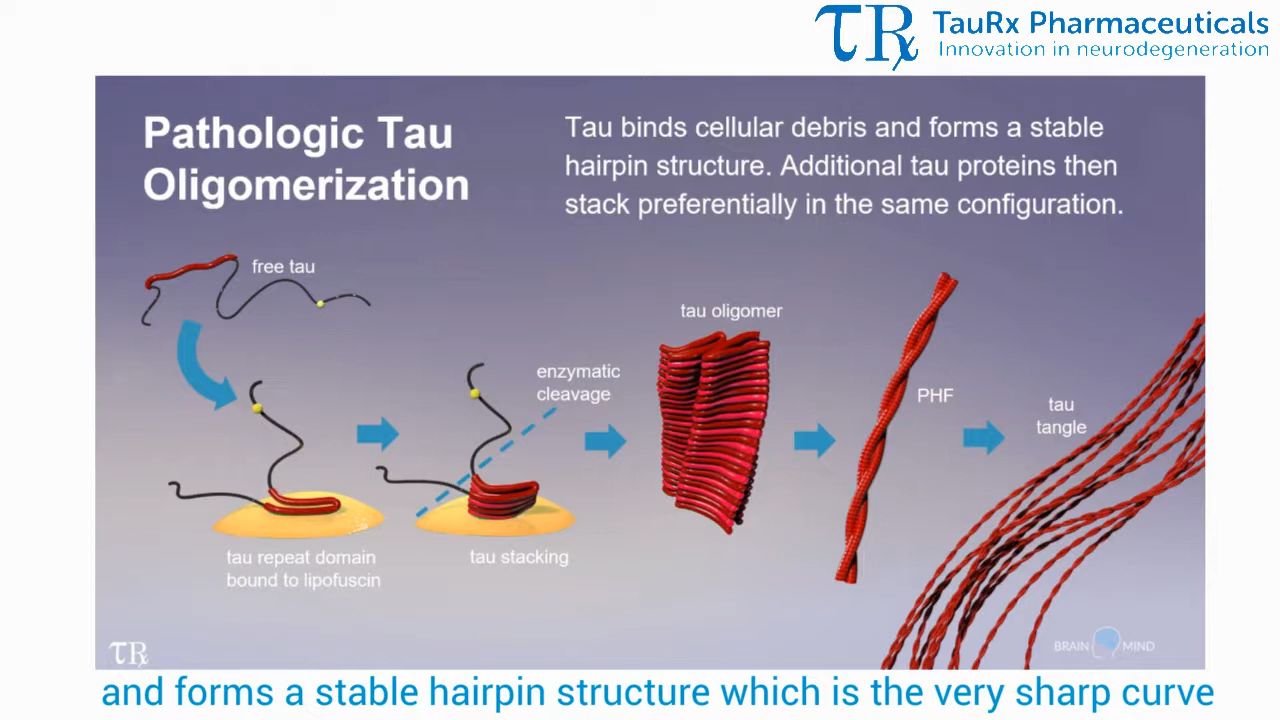 τRx TauRx Pharmaceuticals
Innovation in neurodegeneration
Pathologic Tau
Oligomerization
Tau binds cellular debris and forms a stable
hairpin structure. Additional tau proteins then
stack preferentially in the same configuration.
free tau
tau oligomer
enzymatic
cleavage
PHF
tau
tangle
tau repeat domain
bound to lipofuscin
tau stacking
τRx
BRAIN MIND
and forms a stable hairpin structure which is the very sharp curve